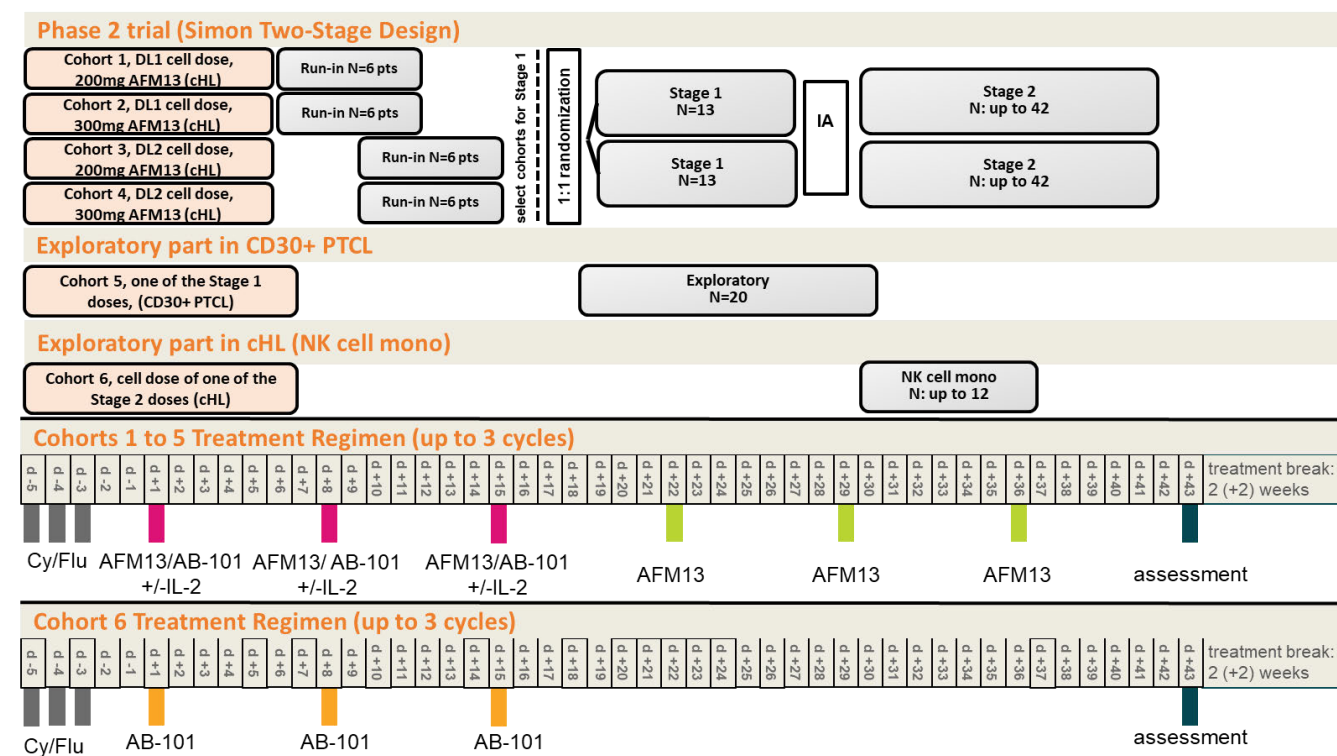 Phase 2 trial (Simon Two-Stage Design)
Cohort 1, DL1 cell dose,
200mg AFM13 (cHL)
Run-in N=6 pts
Cohort 2, DL1 cell dose,
300mg AFM13 (cHL)
Run-in N=6 pts
Cohort 3, DL2 cell dose,
200mg AFM13 (cHL)
Run-in N=6 pts
Cohort 4, DL2 cell dose,
300mg AFM13 (cHL)
Run-in N=6 pts
select cohorts for Stage 1
1:1 randomization
Stage 1
N=13
Stage 1
N=13
IA
Stage 2
N: up to 42
Stage 2
N: up to 42
Exploratory part in CD30+ PTCL
Cohort 5, one of the Stage 1
doses, (CD30+ PTCL)
Exploratory
N=20
Exploratory part in cHL (NK cell mono)
Cohort 6, cell dose of one of the
Stage 2 doses (cHL)
NK cell mono
N: up to 12
Cohorts 1 to 5 Treatment Regimen (up to 3 cycles)
d -5 d -4 d -3 d -2 d -1 d +1 d +2 d +3 d +4 d +5 d +6 d +7 d +8 d +9 d +10 d +11 d +12 d +13 d +14 d +15 d +16 d +17 d +18 d +19 d +20 d +21 d +22 d +23 d +24 d +25 d +26 d +27 d +28 d +29 d +30 d +31 d +32 d +33 d +34 d +35 d +36 d +37 d +38 d +39 d +40 d +41 d +42 d +43
treatment break:
2 (+2) weeks
Cy/Flu
AFM13/AB-101
+/-IL-2
AFM13/ AB-101
+/-IL-2
AFM13/AB-101
+/-IL-2
AFM13
AFM13
AFM13
assessment
Cohort 6 Treatment Regimen (up to 3 cycles)
d -5 d -4 d -3 d -2 d -1 d +1 d +2 d +3 d +4 d +5 d +6 d +7 d +8 d +9 d +10 d +11 d +12 d +13 d +14 d +15 d +16 d +17 d +18 d +19 d +20 d +21 d +22 d +23 d +24 d +25 d +26 d +27 d +28 d +29 d +30 d +31 d +32 d +33 d +34 d +35 d +36 d +37 d +38 d +39 d +40 d +41 d +42 d +43
treatment break:
2 (+2) weeks
Cy/Flu
AB-101
AB-101
AB-101
assessment